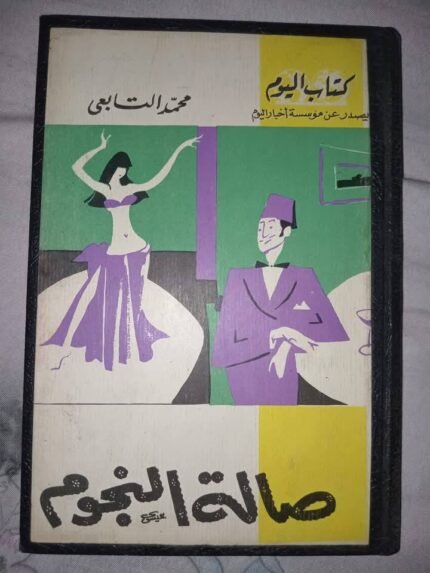 كتاب اليوم
يصدر عن مؤسسة أخبار اليوم
محمد التابعى
صالة النجوم